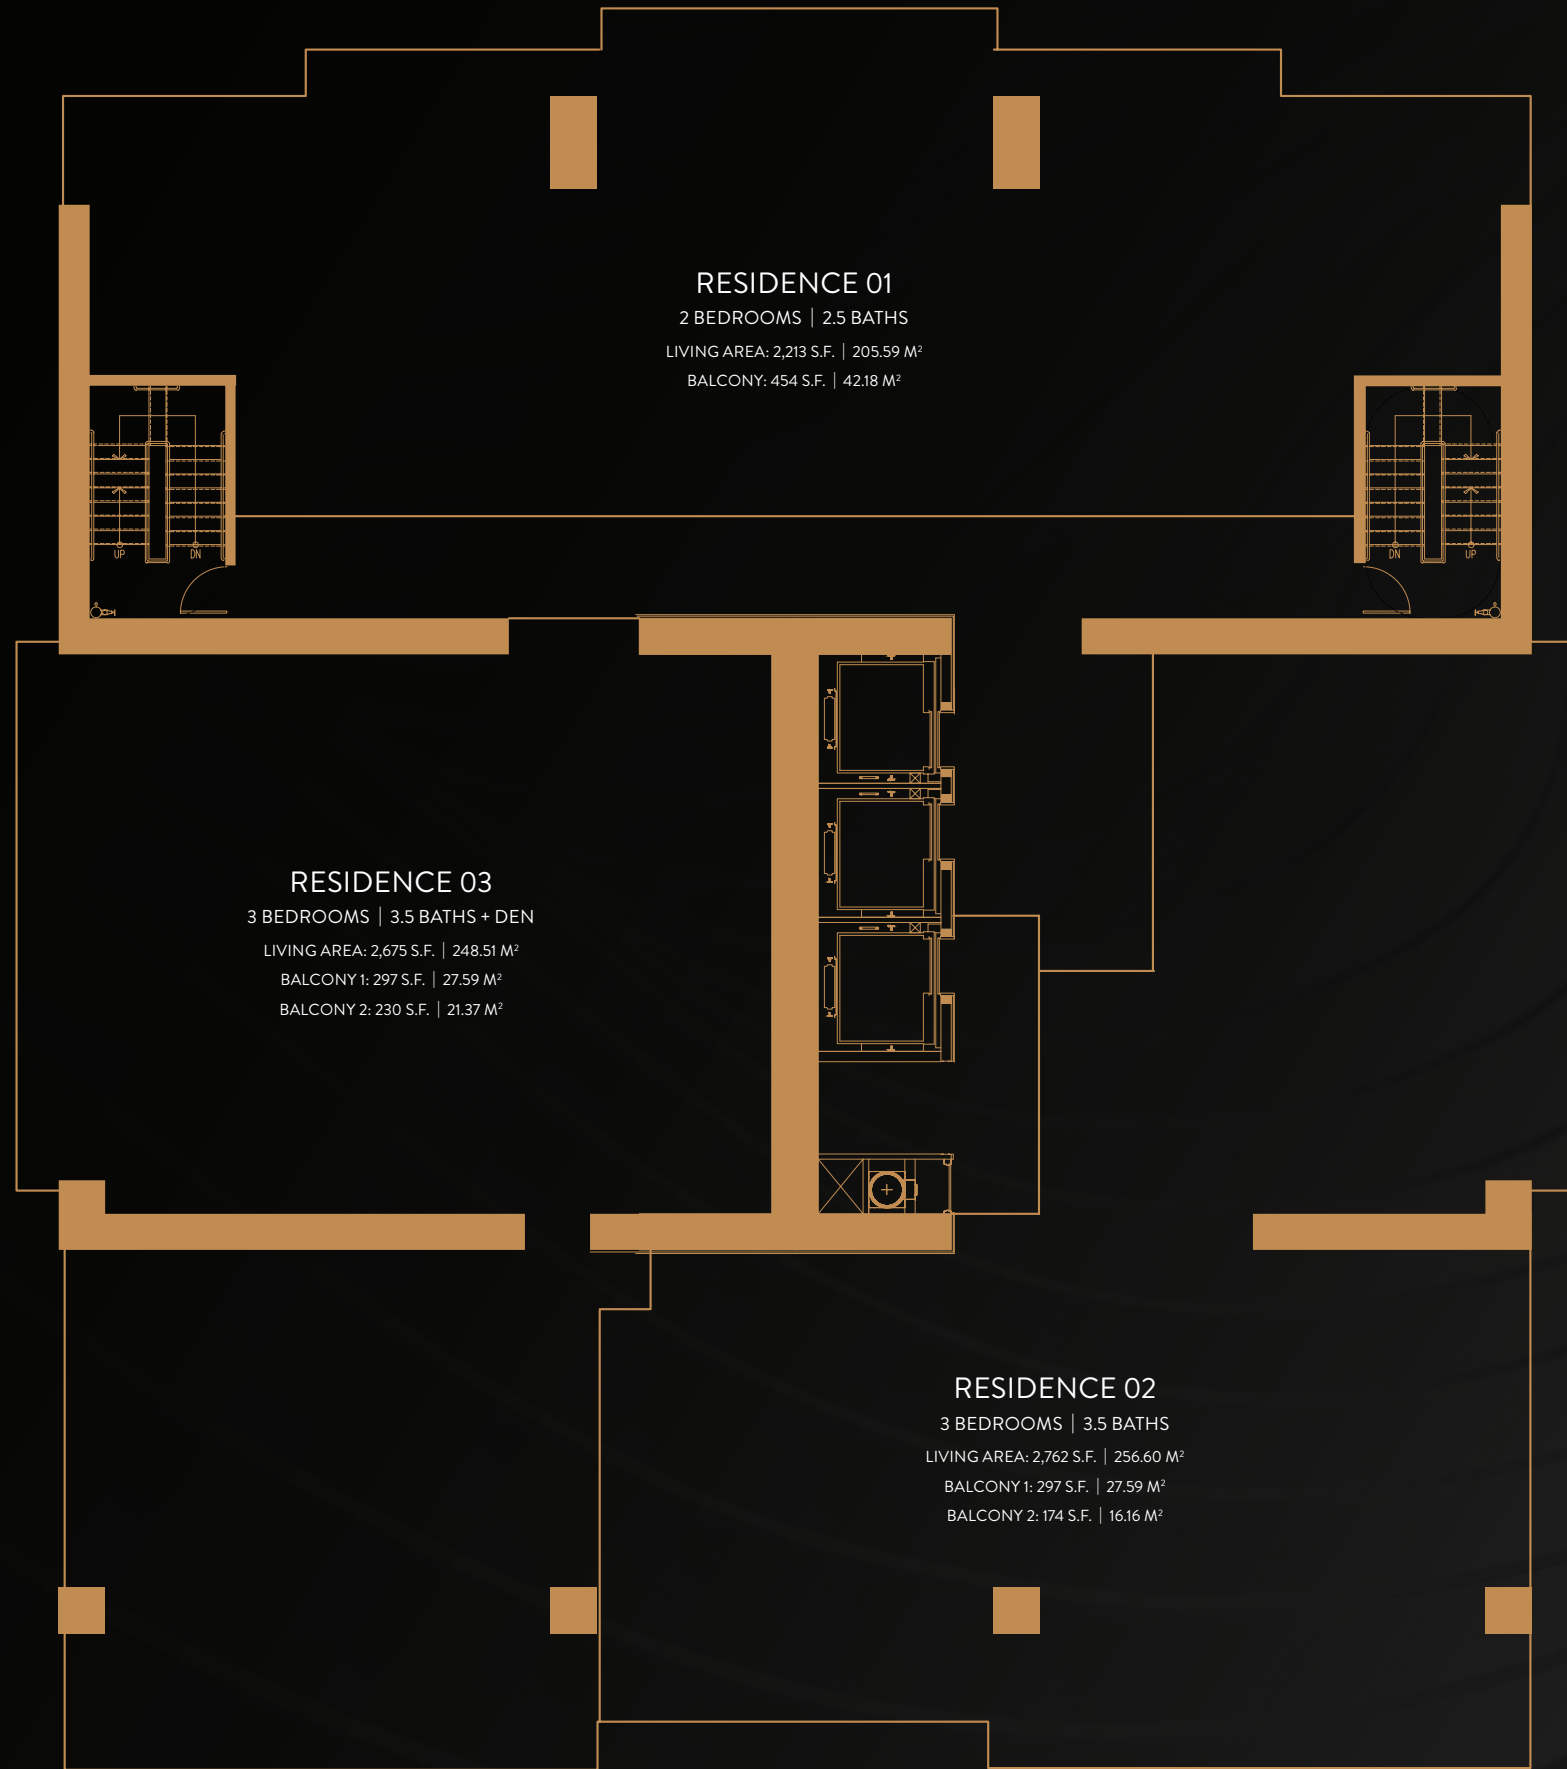 RESIDENCE 01
2 BEDROOMS | 2.5 BATHS
LIVING AREA: 2,213 S.F. | 205.59 M²
BALCONY: 454 S.F. | 42.18 M²
UP DN
DN UP
RESIDENCE 03
3 BEDROOMS | 3.5 BATHS + DEN
LIVING AREA: 2,675 S.F. | 248.51 M²
BALCONY 1: 297 S.F. | 27.59 M²
BALCONY 2: 230 S.F. | 21.37 M²
RESIDENCE 02
3 BEDROOMS | 3.5 BATHS
LIVING AREA: 2,762 S.F. | 256.60 M²
BALCONY 1: 297 S.F. | 27.59 M²
BALCONY 2: 174 S.F. | 16.16 M²